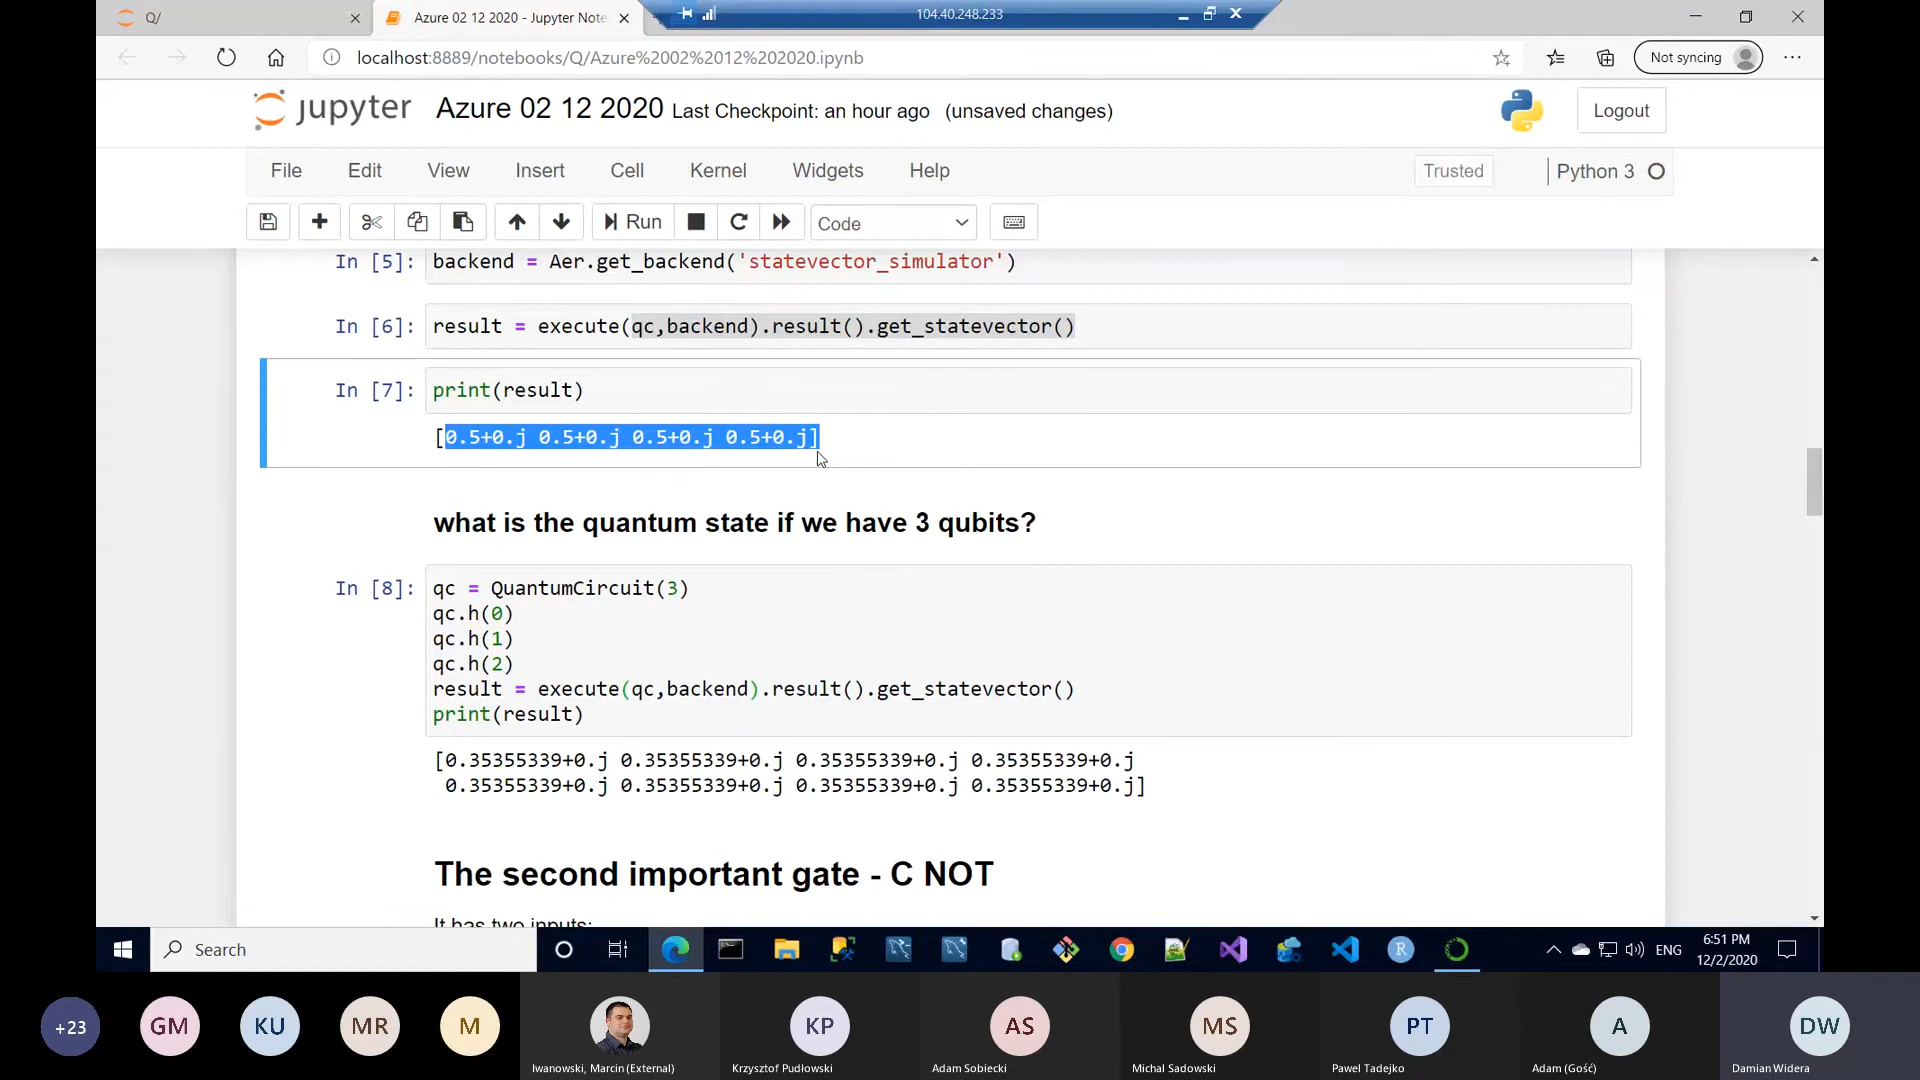 Q/
Azure 02 12 2020 - Jupyter Note
104.40.248.233
localhost:8889/notebooks/Q/Azure%2002%2012%202020.ipynb
Not syncing
jupyter Azure 02 12 2020 Last Checkpoint: an hour ago (unsaved changes)
Logout
File Edit View Insert Cell Kernel Widgets Help
Trusted
Python 3
Run
Code
In [5]: backend = Aer.get_backend('statevector_simulator')
In [6]: result = execute(qc,backend).result().get_statevector()
In [7]: print(result)
[0.5+0.j 0.5+0.j 0.5+0.j 0.5+0.j]
what is the quantum state if we have 3 qubits?
In [8]: qc = QuantumCircuit(3)
qc.h(0)
qc.h(1)
qc.h(2)
result = execute(qc,backend).result().get_statevector()
print(result)
[0.35355339+0.j 0.35355339+0.j 0.35355339+0.j 0.35355339+0.j
0.35355339+0.j 0.35355339+0.j 0.35355339+0.j 0.35355339+0.j]
The second important gate - C NOT
It has two inputs:
Search
R
ENG
6:51 PM
12/2/2020
+23
GM
KU
MR
M
KP
AS
MS
PT
A
DW
Iwanowski, Marcin (External)
Krzysztof Pudłowski
Adam Sobiecki
Michal Sadowski
Pawel Tadejko
Adam (Gość)
Damian Widera